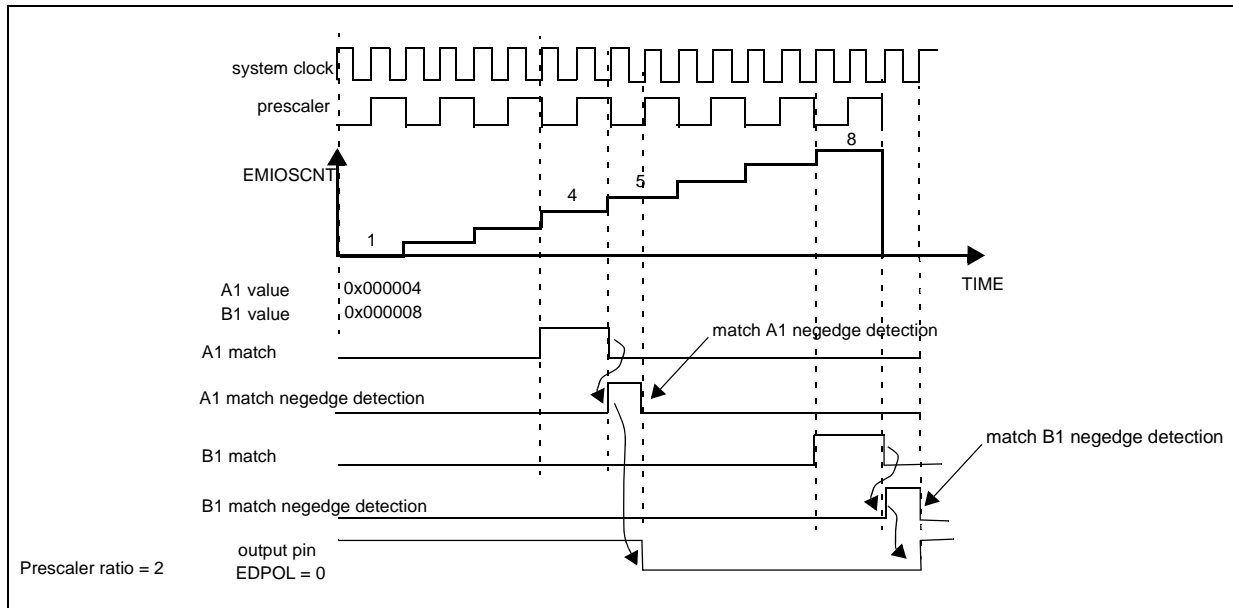 system clock
prescaler
EMIOSCNT
8
4
5
1
TIME
A1 value 0x000004
B1 value 0x000008
match A1 negedge detection
A1 match
A1 match negedge detection
match B1 negedge detection
B1 match
B1 match negedge detection
output pin
Prescaler ratio = 2
EDPOL = 0